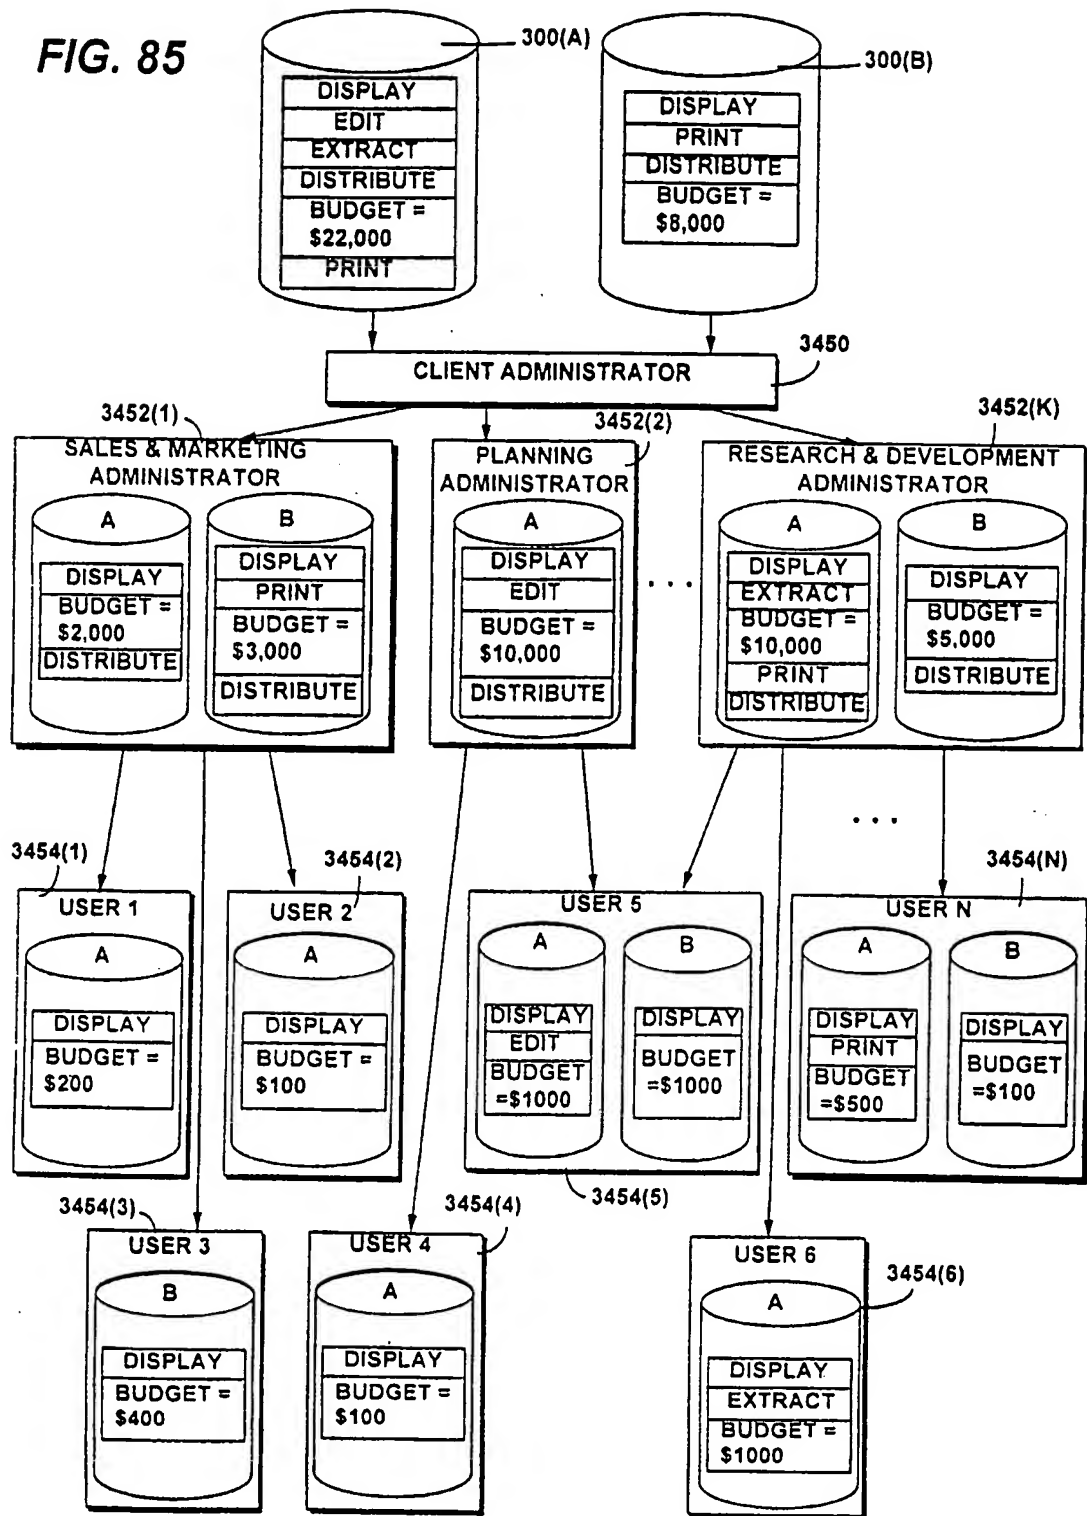 FIG. 85
300(A)
DISPLAY
EDIT
EXTRACT
DISTRIBUTE
BUDGET =
$22,000
PRINT
300(B)
DISPLAY
PRINT
DISTRIBUTE
BUDGET =
$8,000
CLIENT ADMINISTRATOR
3450
3452(1)
SALES & MARKETING
ADMINISTRATOR
A
DISPLAY
BUDGET =
$2,000
DISTRIBUTE
B
DISPLAY
PRINT
BUDGET =
$3,000
DISTRIBUTE
3452(2)
PLANNING
ADMINISTRATOR
A
DISPLAY
EDIT
BUDGET =
$10,000
DISTRIBUTE
. . .
3452(K)
RESEARCH & DEVELOPMENT
ADMINISTRATOR
A
DISPLAY
EXTRACT
BUDGET =
$10,000
PRINT
DISTRIBUTE
B
DISPLAY
BUDGET =
$5,000
DISTRIBUTE
. . .
3454(1)
USER 1
A
DISPLAY
BUDGET =
$200
3454(2)
USER 2
A
DISPLAY
BUDGET =
$100
USER 5
A
DISPLAY
EDIT
BUDGET
=$1000
B
DISPLAY
BUDGET
=$1000
3454(5)
3454(N)
USER N
A
DISPLAY
PRINT
BUDGET
=$500
B
DISPLAY
BUDGET
=$100
3454(3)
USER 3
B
DISPLAY
BUDGET =
$400
3454(4)
USER 4
A
DISPLAY
BUDGET =
$100
USER 6
3454(6)
A
DISPLAY
EXTRACT
BUDGET =
$1000